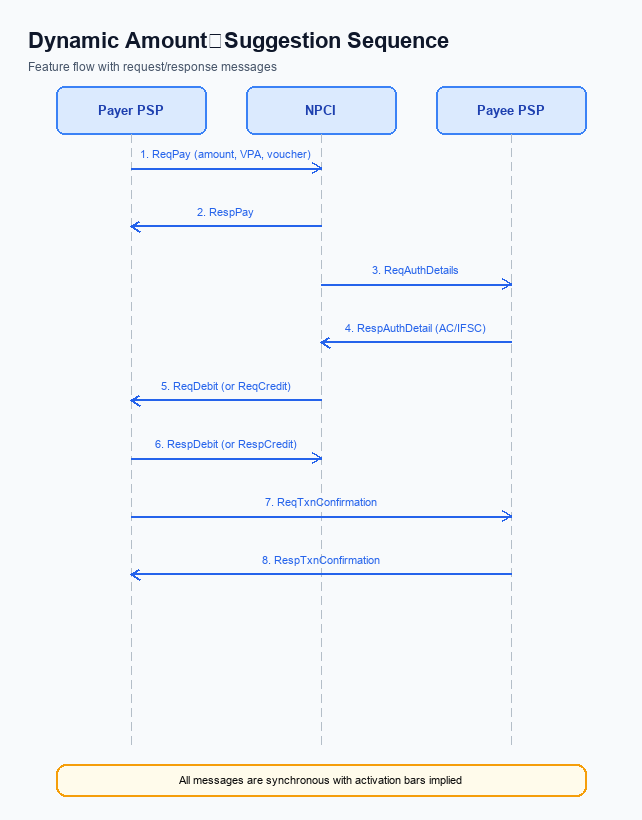 Dynamic Amount□Suggestion Sequence
Feature flow with request/response messages
Payer PSP
NPCI
Payee PSP
1. ReqPay (amount, VPA, voucher)
2. RespPay
3. ReqAuthDetails
4. RespAuthDetail (AC/IFSC)
5. ReqDebit (or ReqCredit)
6. RespDebit (or RespCredit)
7. ReqTxnConfirmation
8. RespTxnConfirmation
All messages are synchronous with activation bars implied